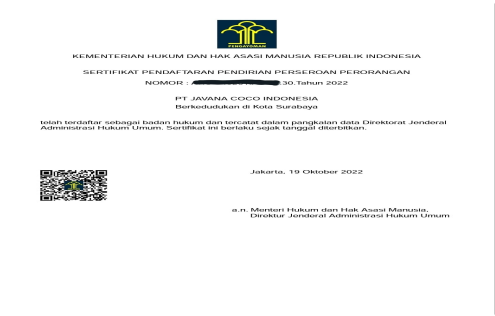 PENGAYOMAN
KEMENTERIAN HUKUM DAN HAK ASASI MANUSIA REPUBLIK INDONESIA
SERTIFIKAT PENDAFTARAN PENDIRIAN PERSEROAN PERORANGAN
NOMOR : 30.Tahun 2022
PT JAVANA COCO INDONESIA
Berkedudukan di Kota Surabaya
telah terdaftar sebagai badan hukum dan tercatat dalam pangkalan data Direktorat Jenderal
Administrasi Hukum Umum. Sertifikat ini berlaku sejak tanggal diterbitkan.
Jakarta, 19 Oktober 2022
a.n. Menteri Hukum dan Hak Asasi Manusia,
Direktur Jenderal Administrasi Hukum Umum